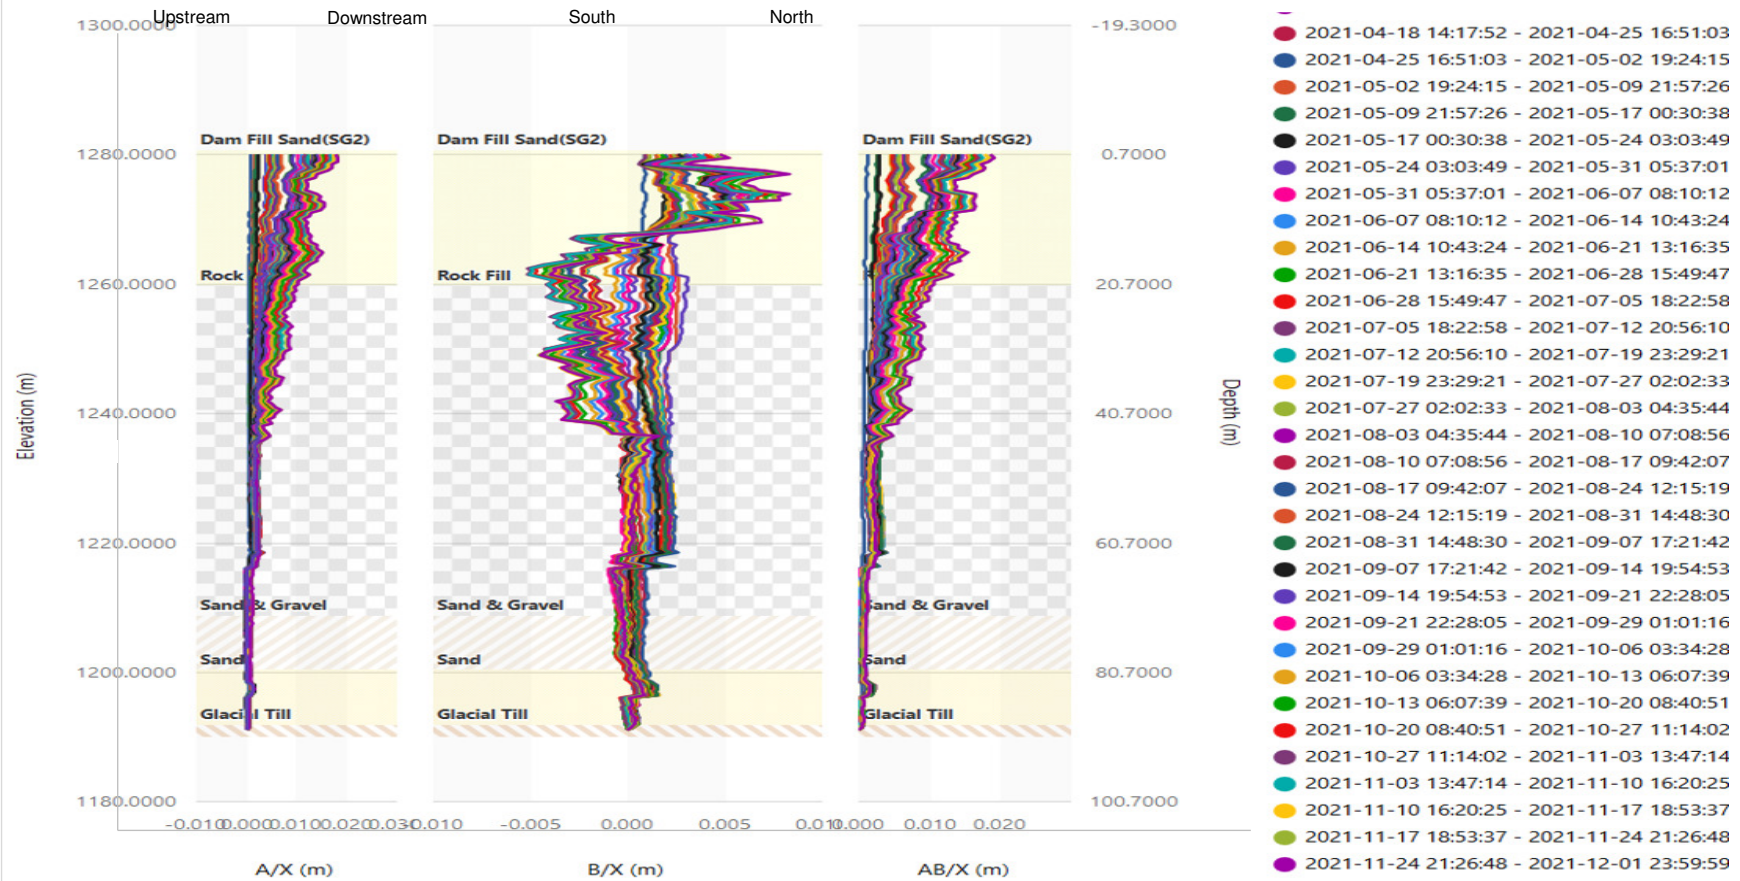 Upstream Downstream South North
1300.0000 -19.3000
Dam Fill Sand(SG2) Dam Fill Sand(SG2) Dam Fill Sand(SG2)
1280.0000 0.7000
Rock Rock Fill
1260.0000 20.7000
Elevation (m) Depth (m)
1240.0000 40.7000
1220.0000 60.7000
Sand & Gravel Sand & Gravel Sand & Gravel
Sand Sand Sand
1200.0000 80.7000
Glacial Till Glacial Till Glacial Till
1180.0000 100.7000
-0.010 0.000 0.010 0.020 0.030 -0.010 -0.005 0.000 0.005 0.010 0.000 0.010 0.020
A/X (m) B/X (m) AB/X (m)
2021-04-18 14:17:52 - 2021-04-25 16:51:03
2021-04-25 16:51:03 - 2021-05-02 19:24:15
2021-05-02 19:24:15 - 2021-05-09 21:57:26
2021-05-09 21:57:26 - 2021-05-17 00:30:38
2021-05-17 00:30:38 - 2021-05-24 03:03:49
2021-05-24 03:03:49 - 2021-05-31 05:37:01
2021-05-31 05:37:01 - 2021-06-07 08:10:12
2021-06-07 08:10:12 - 2021-06-14 10:43:24
2021-06-14 10:43:24 - 2021-06-21 13:16:35
2021-06-21 13:16:35 - 2021-06-28 15:49:47
2021-06-28 15:49:47 - 2021-07-05 18:22:58
2021-07-05 18:22:58 - 2021-07-12 20:56:10
2021-07-12 20:56:10 - 2021-07-19 23:29:21
2021-07-19 23:29:21 - 2021-07-27 02:02:33
2021-07-27 02:02:33 - 2021-08-03 04:35:44
2021-08-03 04:35:44 - 2021-08-10 07:08:56
2021-08-10 07:08:56 - 2021-08-17 09:42:07
2021-08-17 09:42:07 - 2021-08-24 12:15:19
2021-08-24 12:15:19 - 2021-08-31 14:48:30
2021-08-31 14:48:30 - 2021-09-07 17:21:42
2021-09-07 17:21:42 - 2021-09-14 19:54:53
2021-09-14 19:54:53 - 2021-09-21 22:28:05
2021-09-21 22:28:05 - 2021-09-29 01:01:16
2021-09-29 01:01:16 - 2021-10-06 03:34:28
2021-10-06 03:34:28 - 2021-10-13 06:07:39
2021-10-13 06:07:39 - 2021-10-20 08:40:51
2021-10-20 08:40:51 - 2021-10-27 11:14:02
2021-10-27 11:14:02 - 2021-11-03 13:47:14
2021-11-03 13:47:14 - 2021-11-10 16:20:25
2021-11-10 16:20:25 - 2021-11-17 18:53:37
2021-11-17 18:53:37 - 2021-11-24 21:26:48
2021-11-24 21:26:48 - 2021-12-01 23:59:59